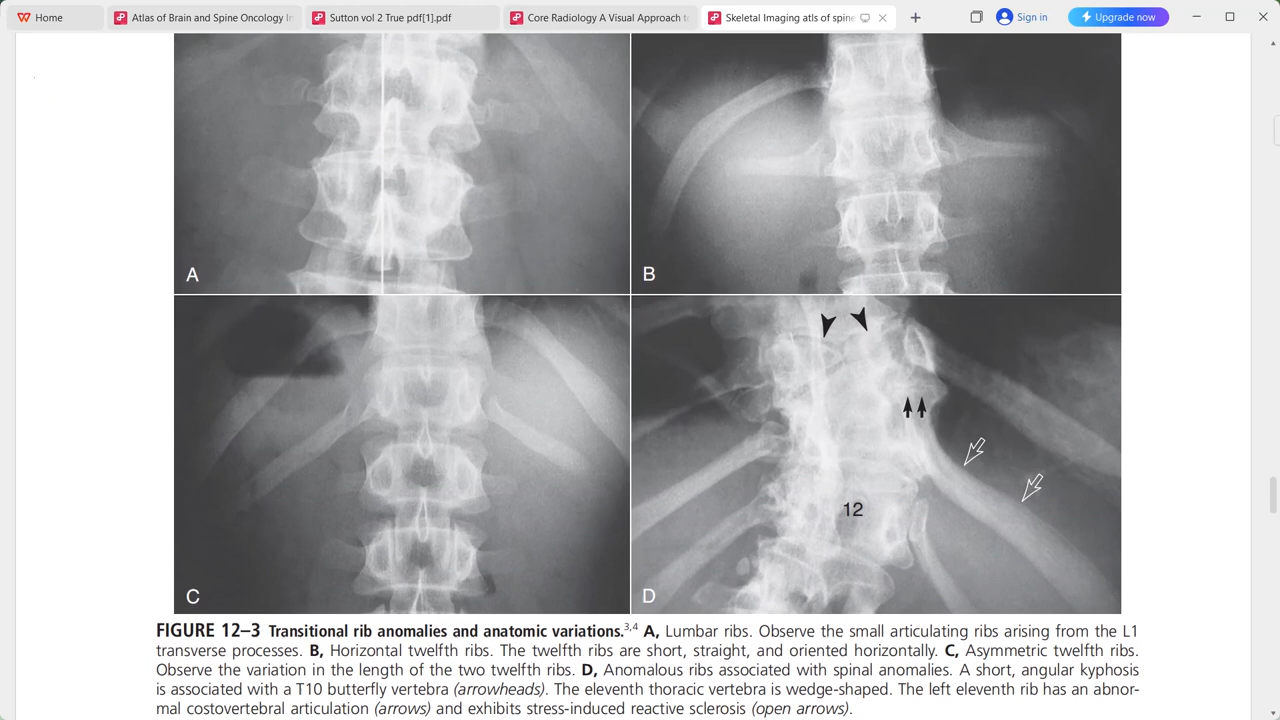 Home
Atlas of Brain and Spine Oncology In
Sutton vol 2 True pdf[1].pdf
Core Radiology A Visual Approach to
Skeletal Imaging atls of spine
Sign in
Upgrade now
A
B
C
D
12
FIGURE 12–3 Transitional rib anomalies and anatomic variations.3,4 A, Lumbar ribs. Observe the small articulating ribs arising from the L1
transverse processes. B, Horizontal twelfth ribs. The twelfth ribs are short, straight, and oriented horizontally. C, Asymmetric twelfth ribs.
Observe the variation in the length of the two twelfth ribs. D, Anomalous ribs associated with spinal anomalies. A short, angular kyphosis
is associated with a T10 butterfly vertebra (arrowheads). The eleventh thoracic vertebra is wedge-shaped. The left eleventh rib has an abnor-
mal costovertebral articulation (arrows) and exhibits stress-induced reactive sclerosis (open arrows).